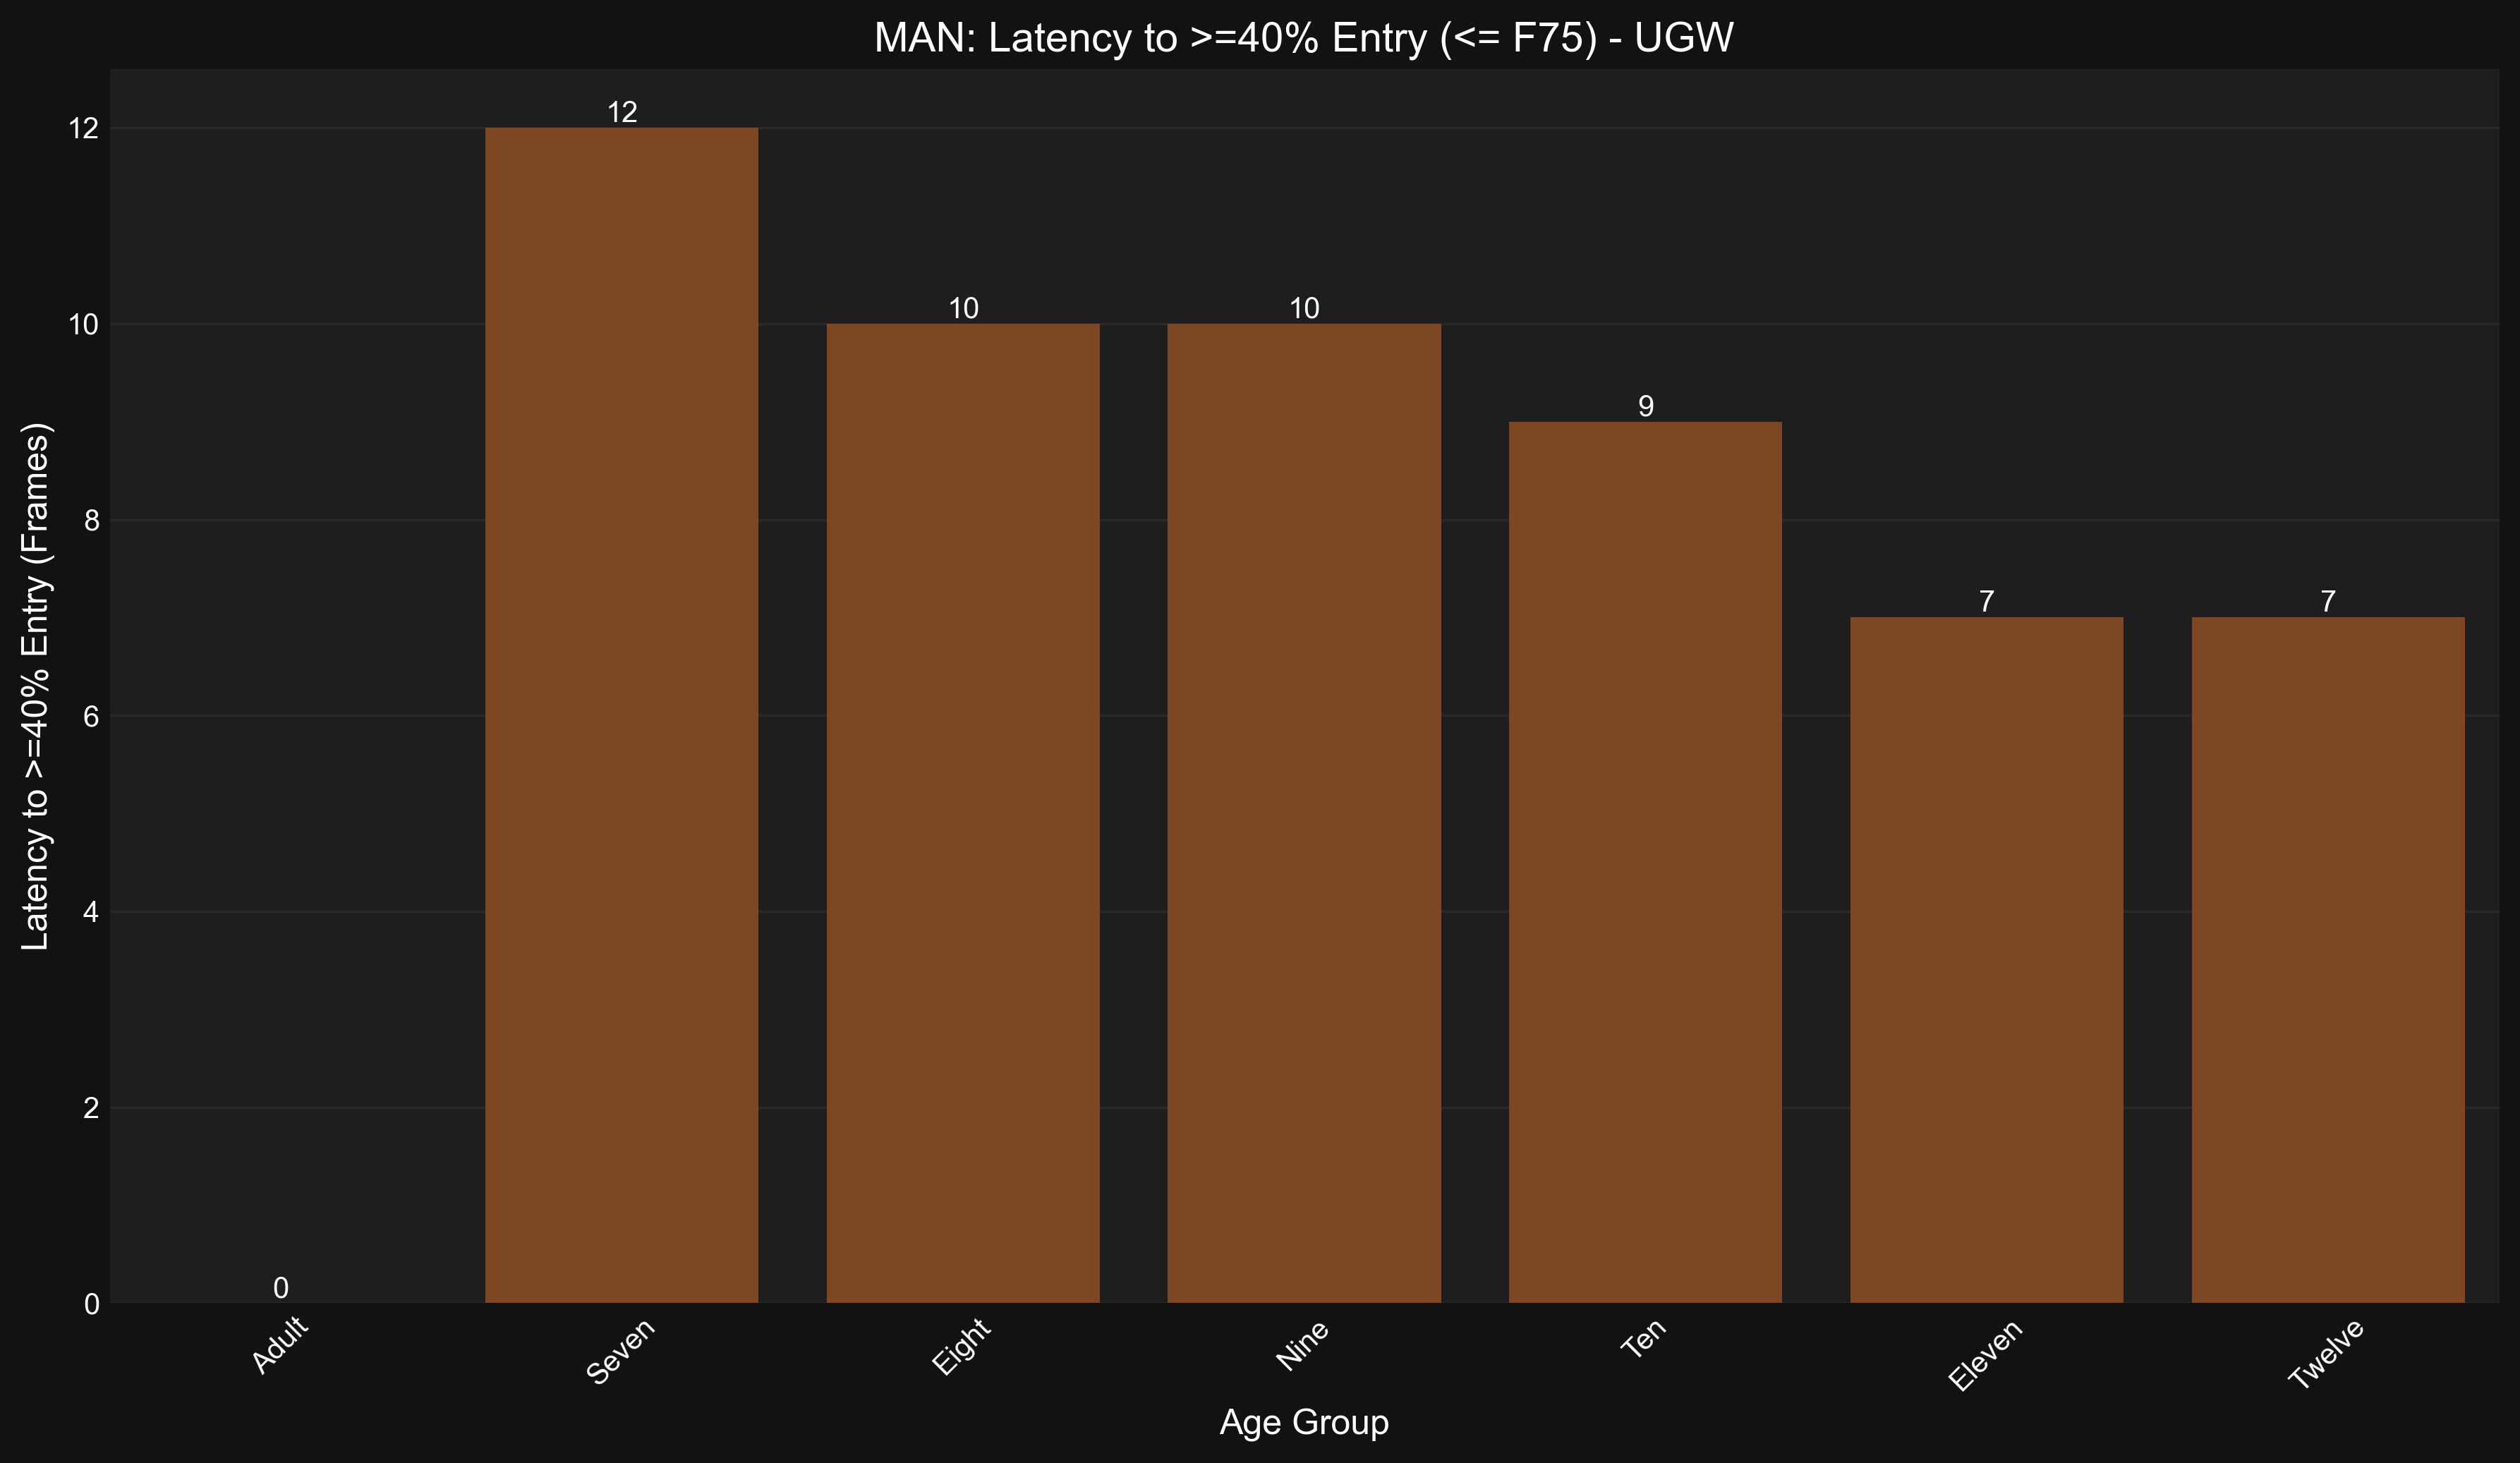 MAN: Latency to >=40% Entry (<= F75) - UGW
Latency to >=40% Entry (Frames)
12
10
8
6
4
2
0
0
12
10
10
9
7
7
Adult
Seven
Eight
Nine
Ten
Eleven
Twelve
Age Group